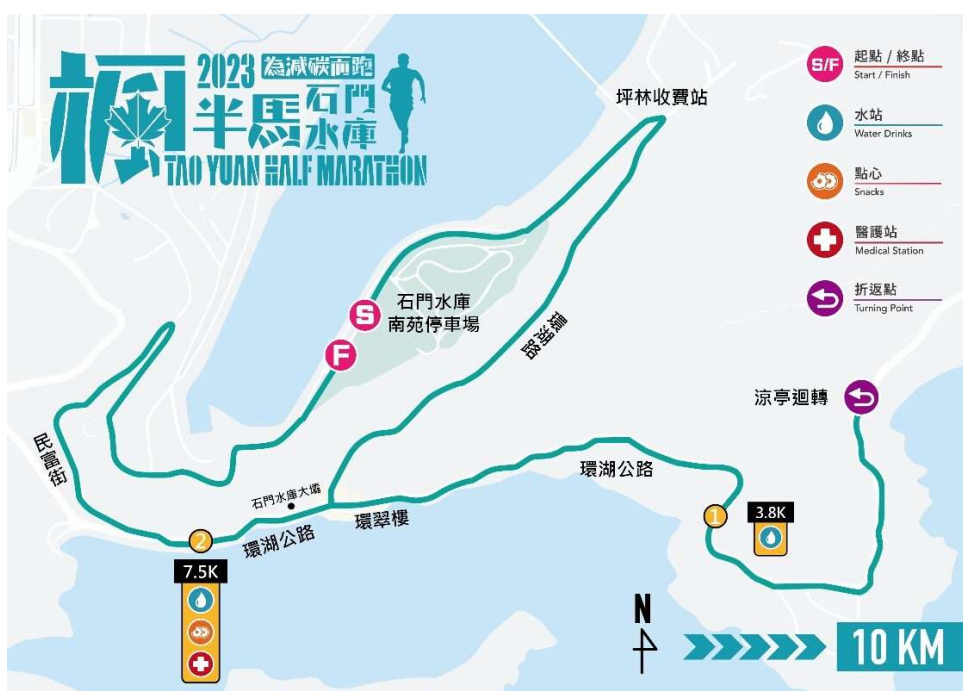 桐
2023 為減碳而跑
半馬 石門水庫
TAO YUAN HALF MARATHON
S/F 起點 / 終點
Start / Finish
水站
Water Drinks
點心
Snacks
醫護站
Medical Station
折返點
Turning Point
坪林收費站
S
F
石門水庫
南苑停車場
環湖路
涼亭迴轉
民富街
石門水庫大壩
環湖公路
環翠樓
環湖公路
1
3.8K
2
7.5K
N
10 KM